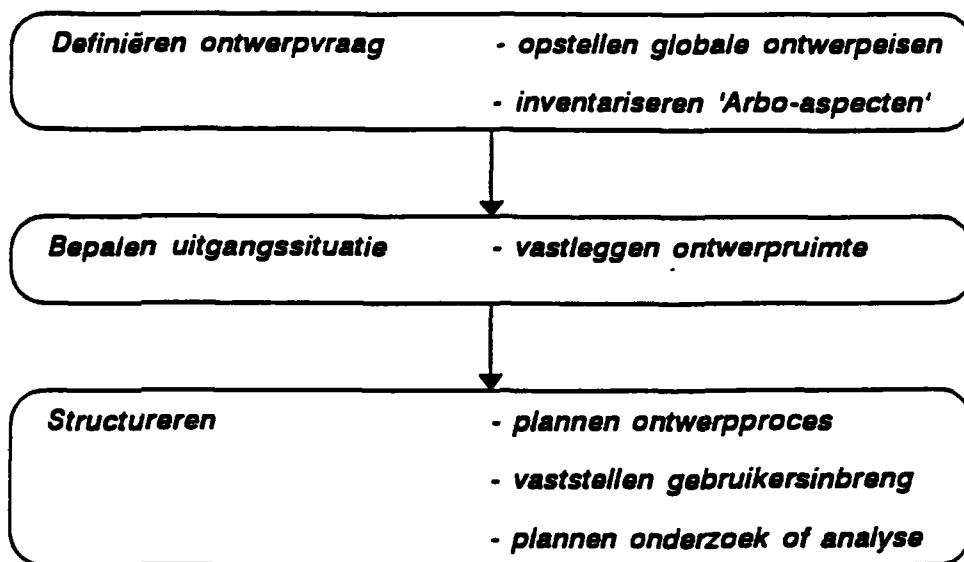 Definiëren ontwerpvraag - opstellen globale ontwerpeisen
- inventariseren 'Arbo-aspecten'
Bepalen uitgangssituatie - vastleggen ontwerpruimte
Structureren - plannen ontwerpproces
- vaststellen gebruikersinbreng
- plannen onderzoek of analyse